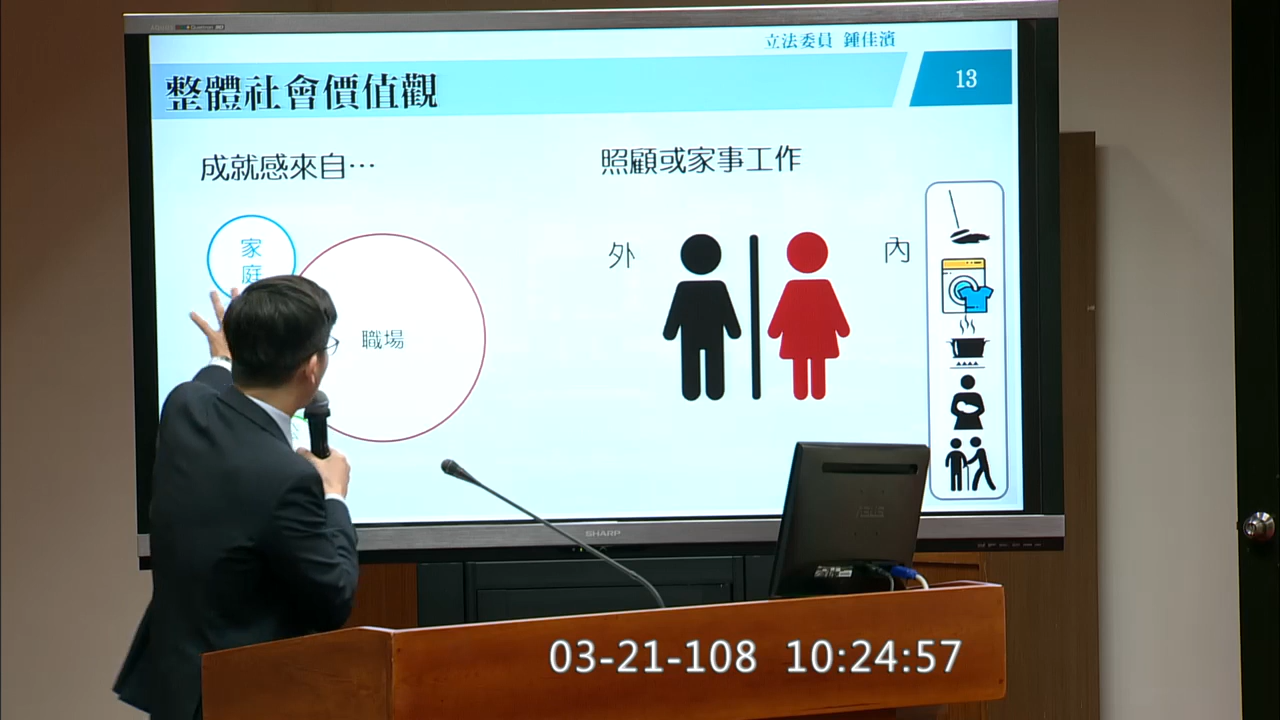 立法委員 鍾佳濱
整體社會價值觀
13
成就感來自…
照顧或家事工作
家
庭
職場
外
內
SHARP
ASUS
03-21-108 10:24:57